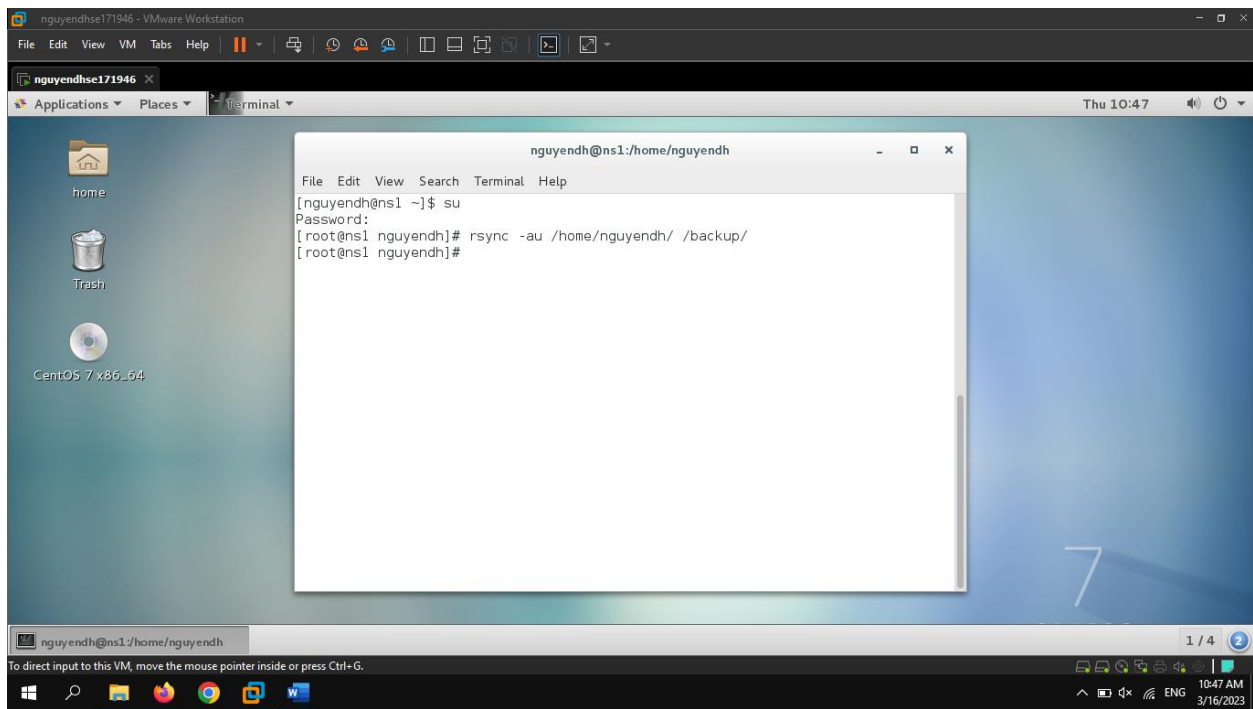 nguyendhse171946 - VMware Workstation
File Edit View VM Tabs Help
nguyendhse171946
Applications Places Terminal Thu 10:47
home
Trash
CentOS 7 x86_64
nguyendh@ns1:/home/nguyendh
File Edit View Search Terminal Help
[nguyendh@ns1 ~]$ su
Password:
[root@ns1 nguyendh]# rsync -au /home/nguyendh/ /backup/
[root@ns1 nguyendh]#
7
nguyendh@ns1:/home/nguyendh 1 / 4 2
To direct input to this VM, move the mouse pointer inside or press Ctrl+G.
ENG 10:47 AM
3/16/2023